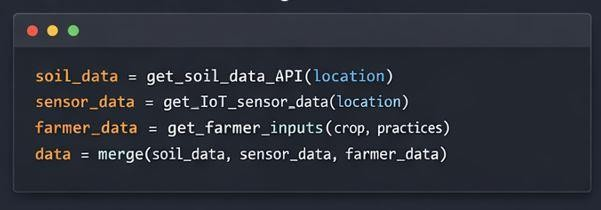 soil_data = get_soil_data_API(location)
sensor_data = get_IoT_sensor_data(location)
farmer_data = get_farmer_inputs(crop, practices)
data = merge(soil_data, sensor_data, farmer_data)